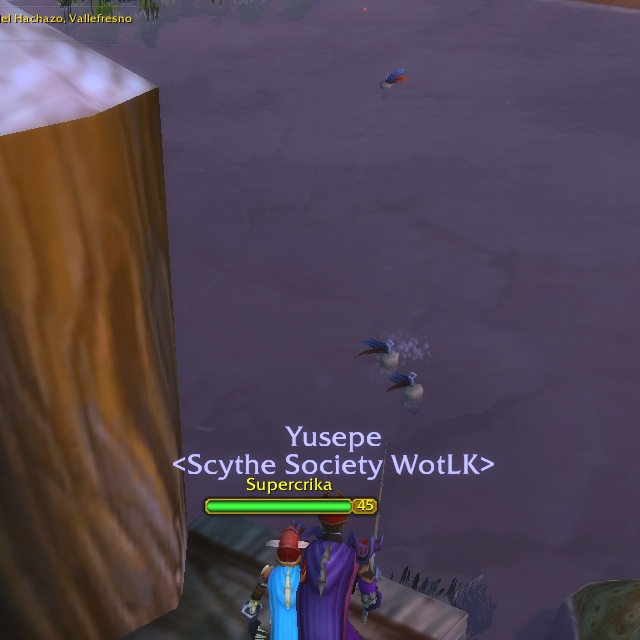 el Hachazo, Vallefresno
Yusepe
<Scythe Society WotLK>
Supercrika
45